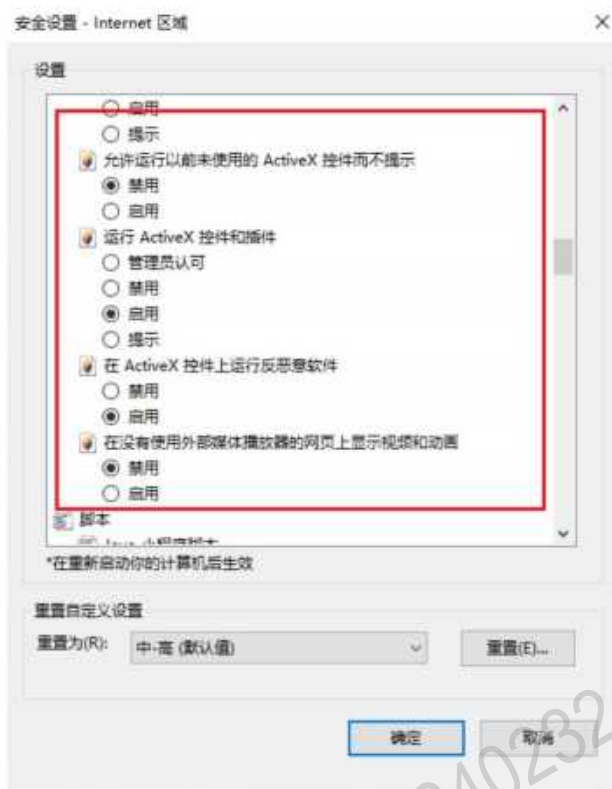 安全设置 - Internet 区域
设置
启用
提示
允许运行以前未使用的 ActiveX 控件而不提示
禁用
启用
运行 ActiveX 控件和插件
管理员认可
禁用
启用
提示
在 ActiveX 控件上运行反恶意软件
禁用
启用
在没有使用外部媒体播放器的网页上显示视频和动画
禁用
启用
脚本
Java 小程序脚本
*在重新启动你的计算机后生效
重置自定义设置
重置为(R):
中-高 (默认值)
重置(E)...
确定
取消